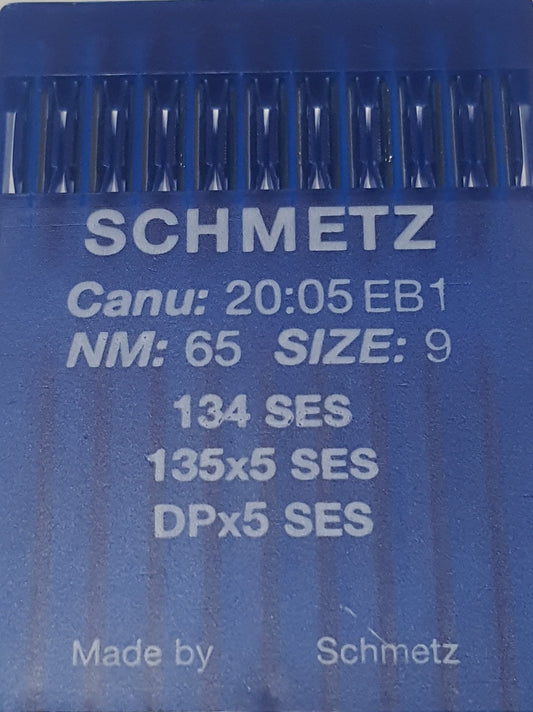 SCHMETZ
Canu: 20:05 EB1
NM: 65 SIZE: 9
134 SES
135x5 SES
DPx5 SES
Made by Schmetz